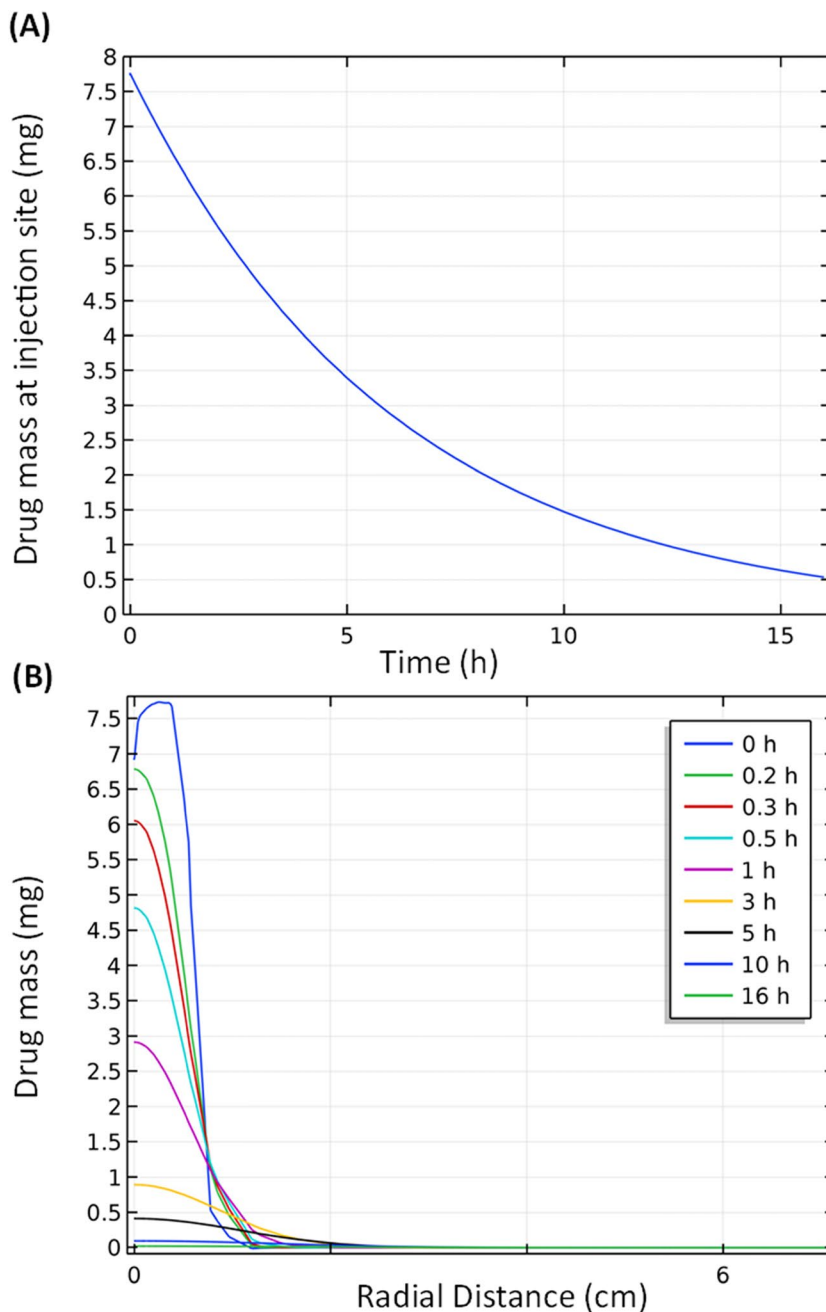 (A)
Drug mass at injection site (mg)
8
7.5
7
6.5
6
5.5
5
4.5
4
3.5
3
2.5
2
1.5
1
0.5
0
0 5 10 15
Time (h)
(B)
Drug mass (mg)
7.5
7
6.5
6
5.5
5
4.5
4
3.5
3
2.5
2
1.5
1
0.5
0
0 h
0.2 h
0.3 h
0.5 h
1 h
3 h
5 h
10 h
16 h
0 6
Radial Distance (cm)